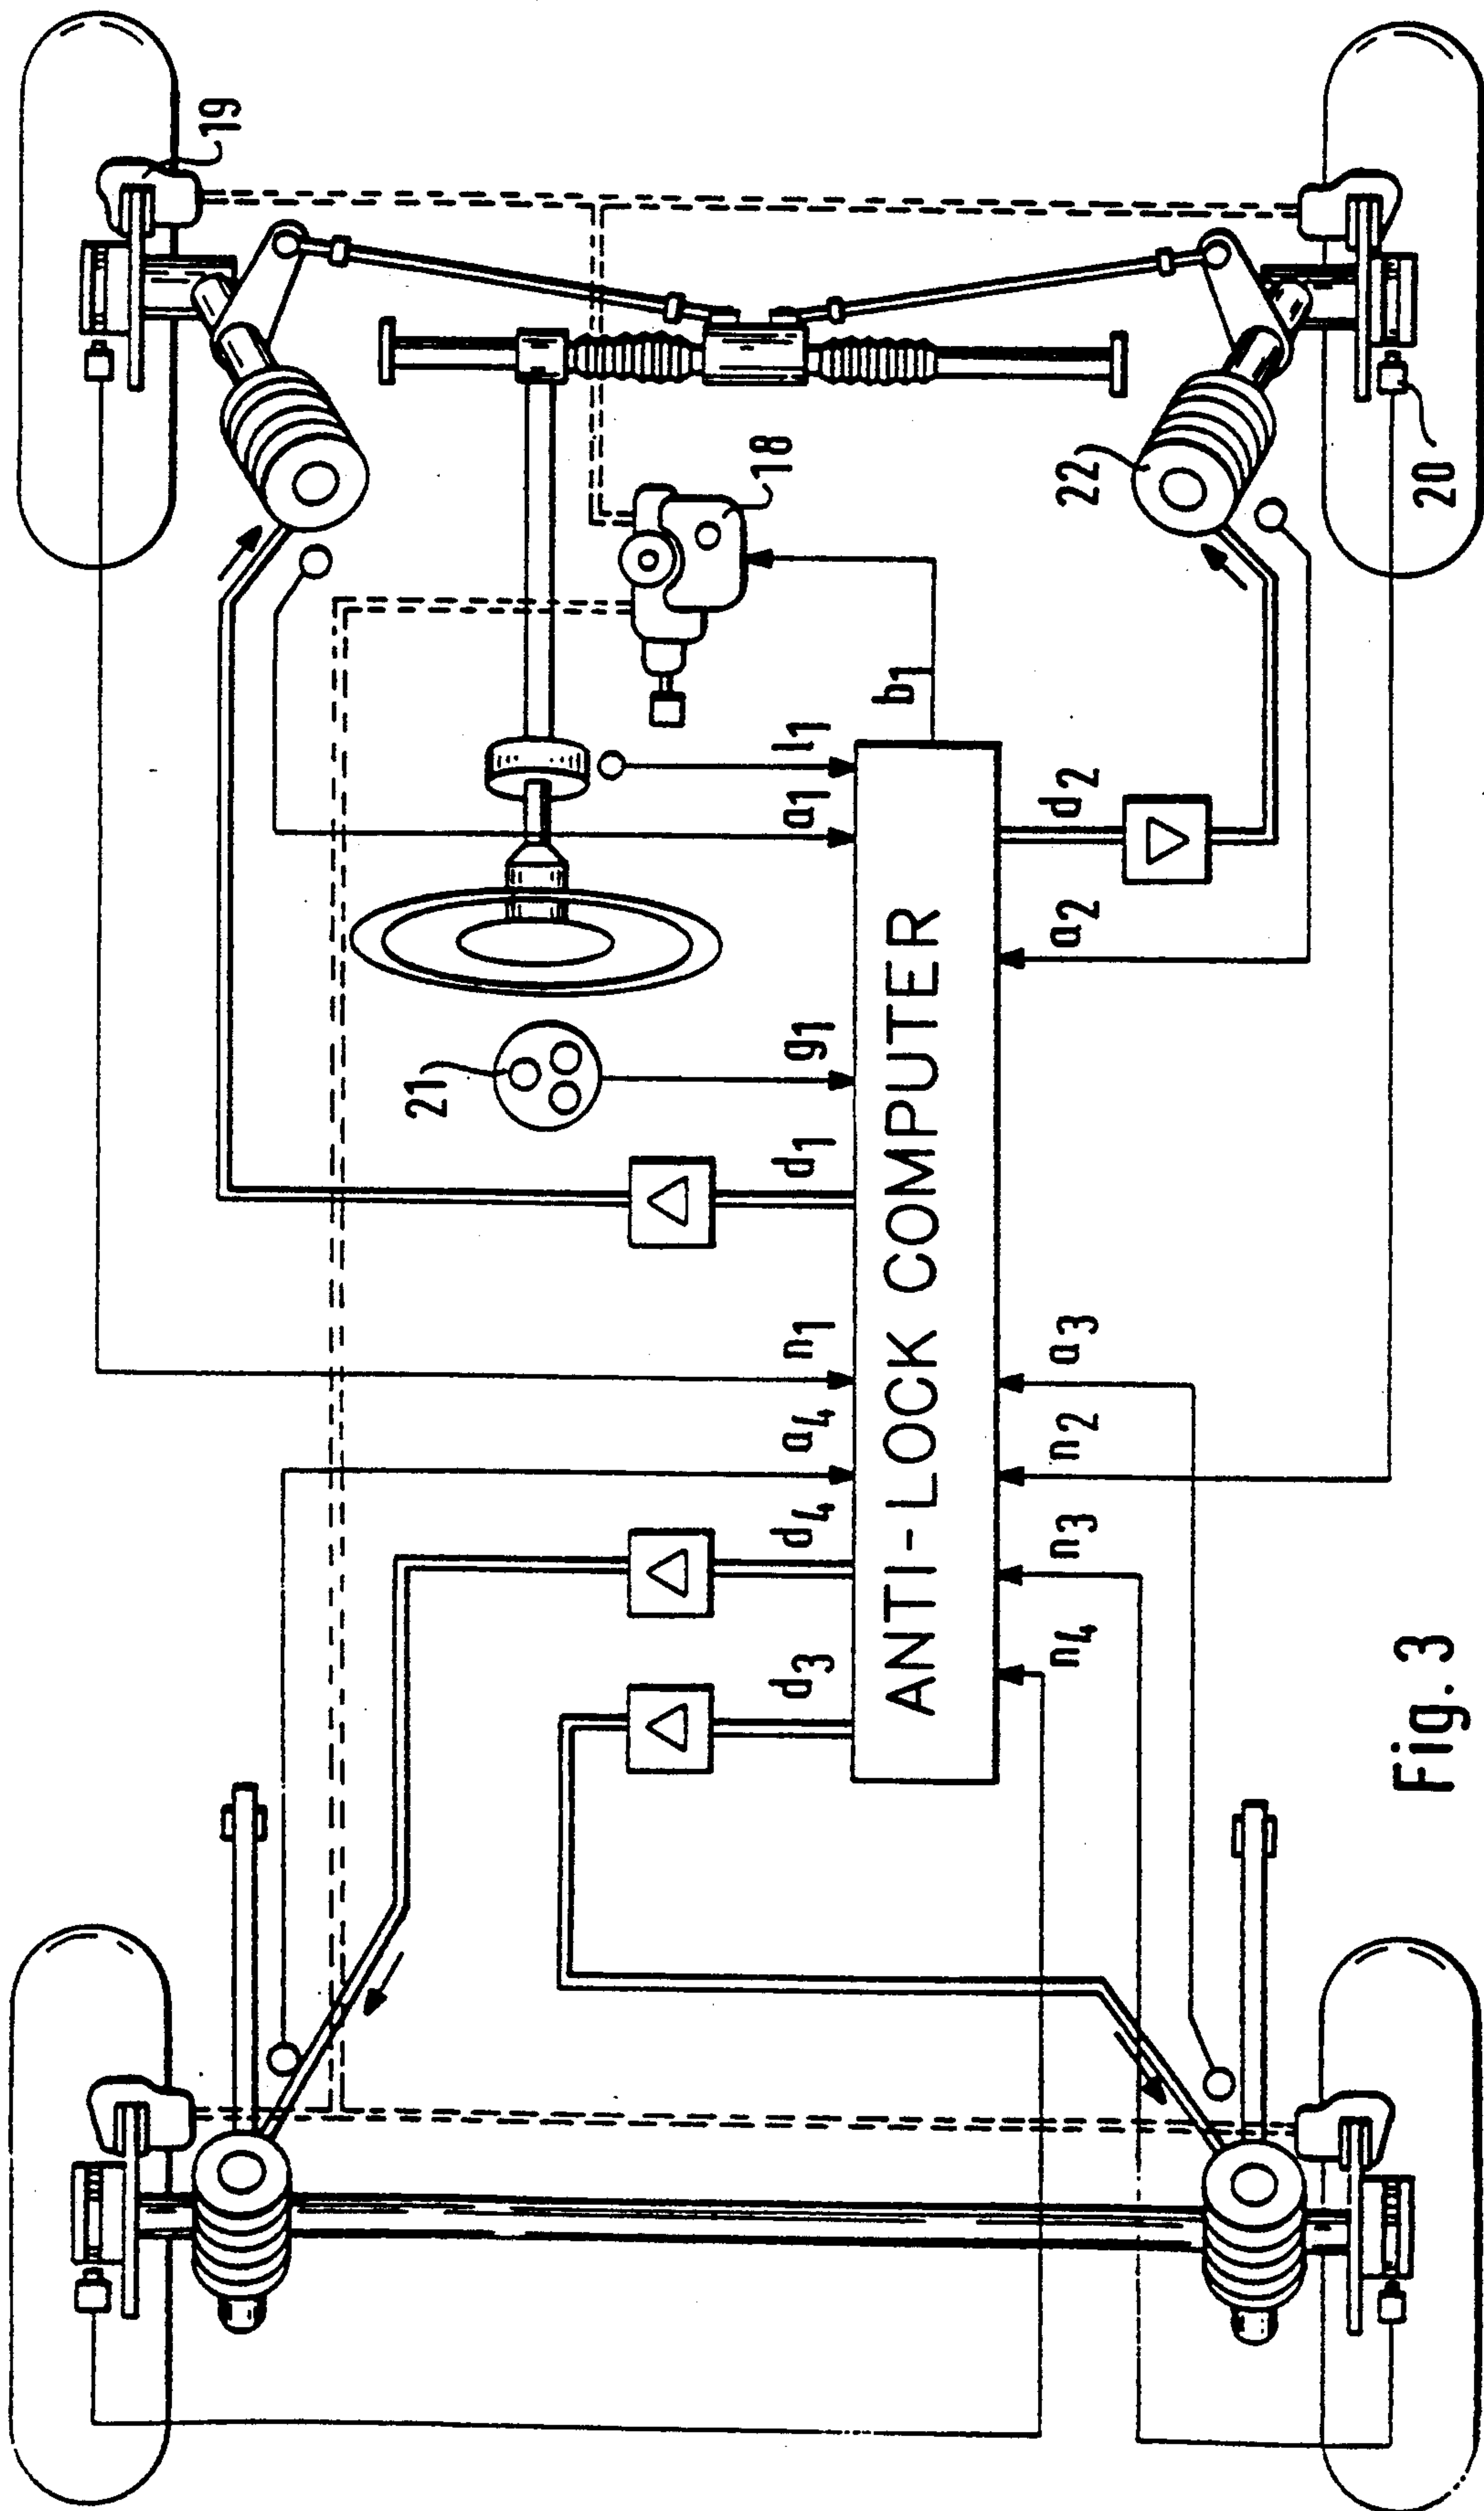 19
18
22
20
b1
l1
a1
d2
a2
21
g1
d1
ANTI-LOCK COMPUTER
n1
a3
a4
n2
d4
n3
d3
n4
Fig. 3